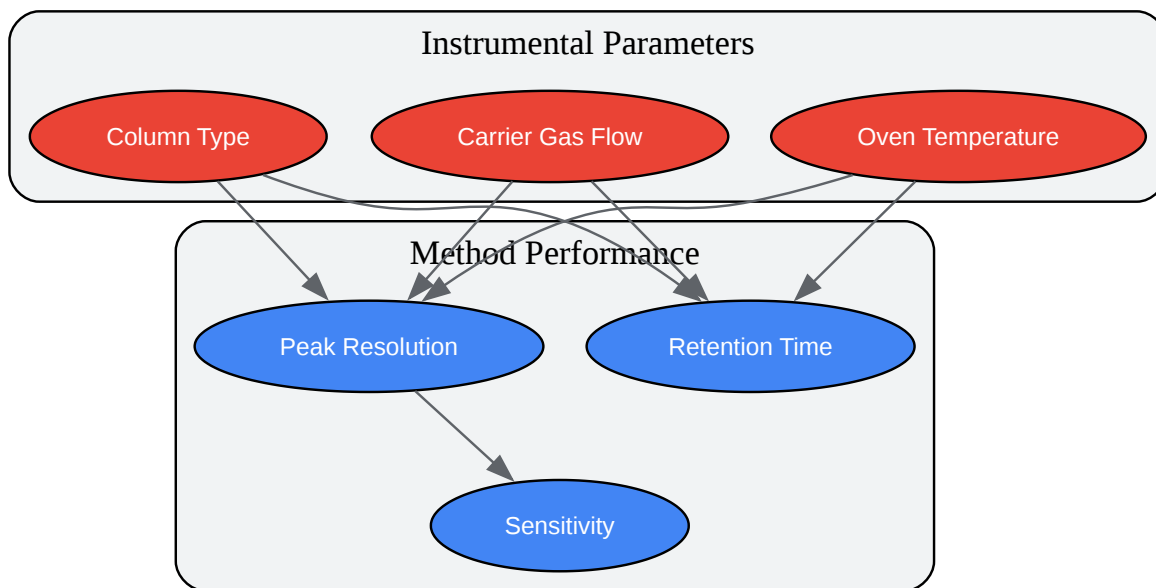 Instrumental Parameters
Column Type
Carrier Gas Flow
Oven Temperature
Method Performance
Peak Resolution
Retention Time
Sensitivity